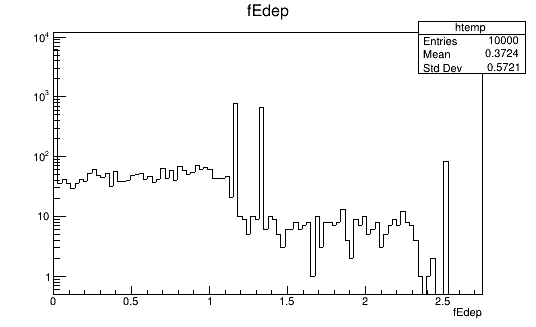 fEdep
htemp
Entries 10000
Mean 0.3724
Std Dev 0.5721
10^4
10^3
10^2
10
1
0 0.5 1 1.5 2 2.5
fEdep